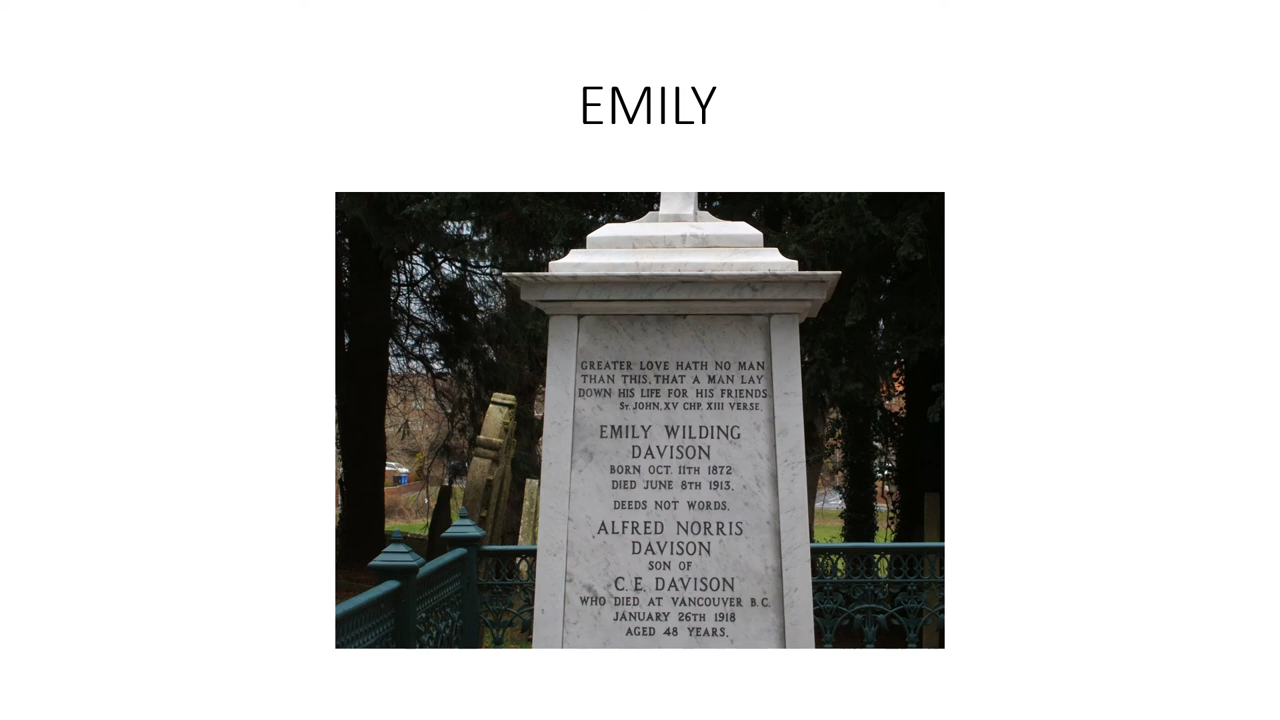 EMILY
GREATER LOVE HATH NO MAN
THAN THIS, THAT A MAN LAY
DOWN HIS LIFE FOR HIS FRIENDS
ST. JOHN, XV CHP. XIII VERSE.
EMILY WILDING
DAVISON
BORN OCT. 11TH 1872
DIED JUNE 8TH 1913.
DEEDS NOT WORDS.
ALFRED NORRIS
DAVISON
SON OF
C. E. DAVISON
WHO DIED AT VANCOUVER B.C.
JANUARY 26TH 1918
AGED 48 YEARS.